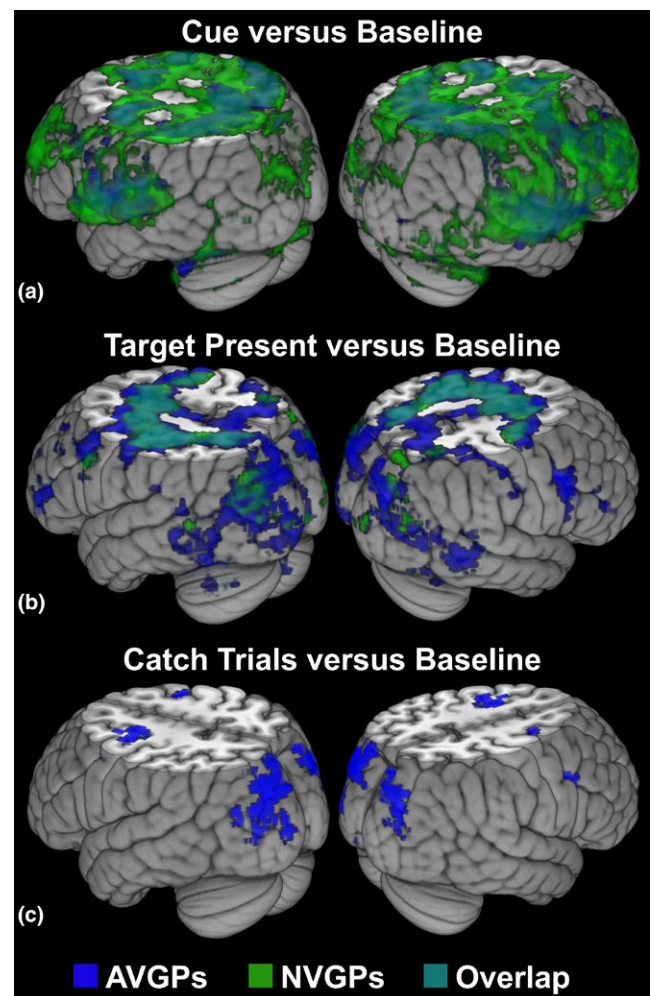 Cue versus Baseline
(a)
Target Present versus Baseline
(b)
Catch Trials versus Baseline
(c)
AVGPs NVGPs Overlap